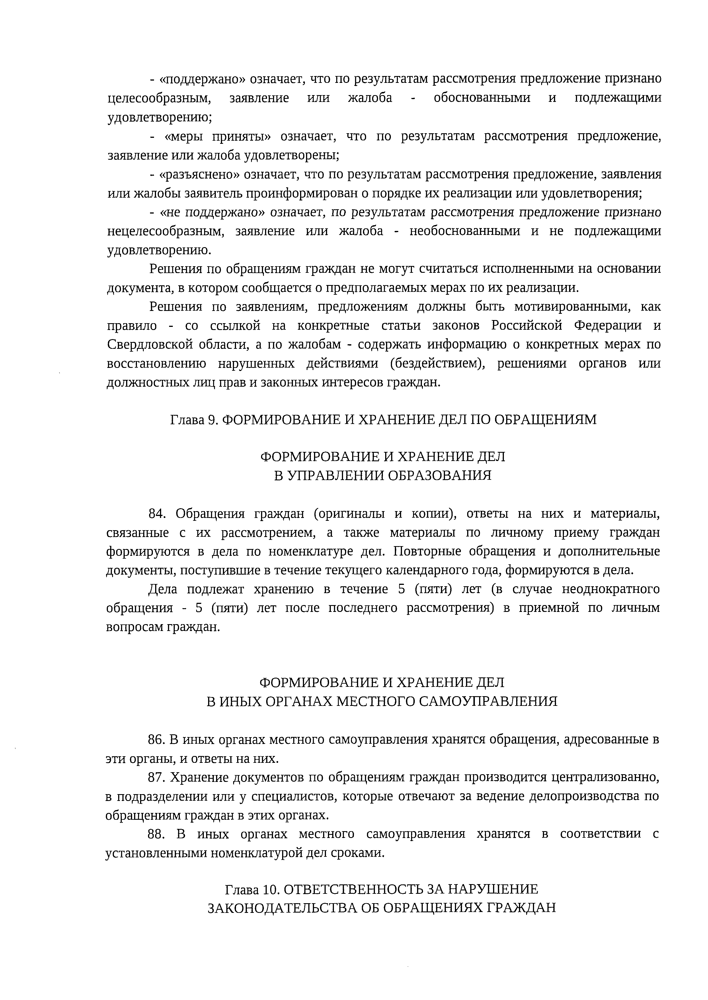 - «поддержано» означает, что по результатам рассмотрения предложение признано
целесообразным, заявление или жалоба - обоснованными и подлежащими
удовлетворению;
- «меры приняты» означает, что по результатам рассмотрения предложение,
заявление или жалоба удовлетворены;
- «разъяснено» означает, что по результатам рассмотрения предложение, заявления
или жалобы заявитель проинформирован о порядке их реализации или удовлетворения;
- «не поддержано» означает, по результатам рассмотрения предложение признано
нецелесообразным, заявление или жалоба - необоснованными и не подлежащими
удовлетворению.
Решения по обращениям граждан не могут считаться исполненными на основании
документа, в котором сообщается о предполагаемых мерах по их реализации.
Решения по заявлениям, предложениям должны быть мотивированными, как
правило - со ссылкой на конкретные статьи законов Российской Федерации и
Свердловской области, а по жалобам - содержать информацию о конкретных мерах по
восстановлению нарушенных действиями (бездействием), решениями органов или
должностных лиц прав и законных интересов граждан.
Глава 9. ФОРМИРОВАНИЕ И ХРАНЕНИЕ ДЕЛ ПО ОБРАЩЕНИЯМ
ФОРМИРОВАНИЕ И ХРАНЕНИЕ ДЕЛ
В УПРАВЛЕНИИ ОБРАЗОВАНИЯ
84. Обращения граждан (оригиналы и копии), ответы на них и материалы,
связанные с их рассмотрением, а также материалы по личному приему граждан
формируются в дела по номенклатуре дел. Повторные обращения и дополнительные
документы, поступившие в течение текущего календарного года, формируются в дела.
Дела подлежат хранению в течение 5 (пяти) лет (в случае неоднократного
обращения - 5 (пяти) лет после последнего рассмотрения) в приемной по личным
вопросам граждан.
ФОРМИРОВАНИЕ И ХРАНЕНИЕ ДЕЛ
В ИНЫХ ОРГАНАХ МЕСТНОГО САМОУПРАВЛЕНИЯ
86. В иных органах местного самоуправления хранятся обращения, адресованные в
эти органы, и ответы на них.
87. Хранение документов по обращениям граждан производится централизованно,
в подразделении или у специалистов, которые отвечают за ведение делопроизводства по
обращениям граждан в этих органах.
88. В иных органах местного самоуправления хранятся в соответствии с
установленными номенклатурой дел сроками.
Глава 10. ОТВЕТСТВЕННОСТЬ ЗА НАРУШЕНИЕ
ЗАКОНОДАТЕЛЬСТВА ОБ ОБРАЩЕНИЯХ ГРАЖДАН